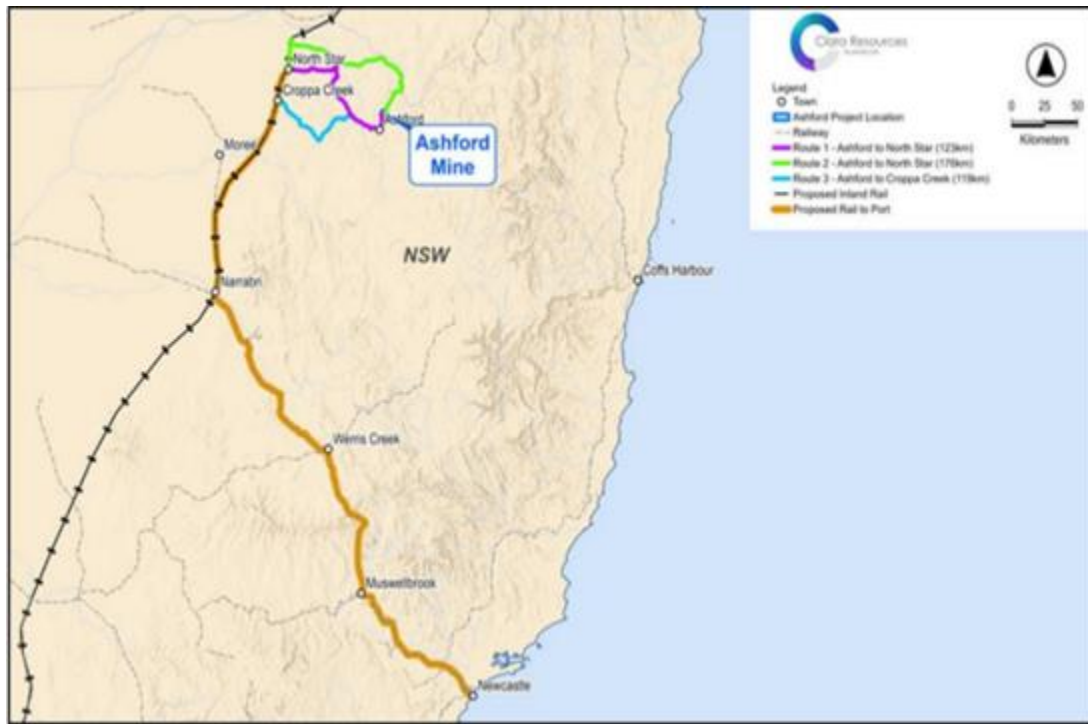 Clara Resources
Legend
Town
Ashford Project Location
Railway
Route 1 - Ashford to North Star (123km)
Route 2 - Ashford to North Star (176km)
Route 3 - Ashford to Croppa Creek (119km)
Proposed Inland Rail
Proposed Rail to Port
0 25 50
Kilometers
North Star
Croppa Creek
Ashford
Moree
Ashford
Mine
NSW
Coffs Harbour
Narrabri
Werris Creek
Muswellbrook
Newcastle